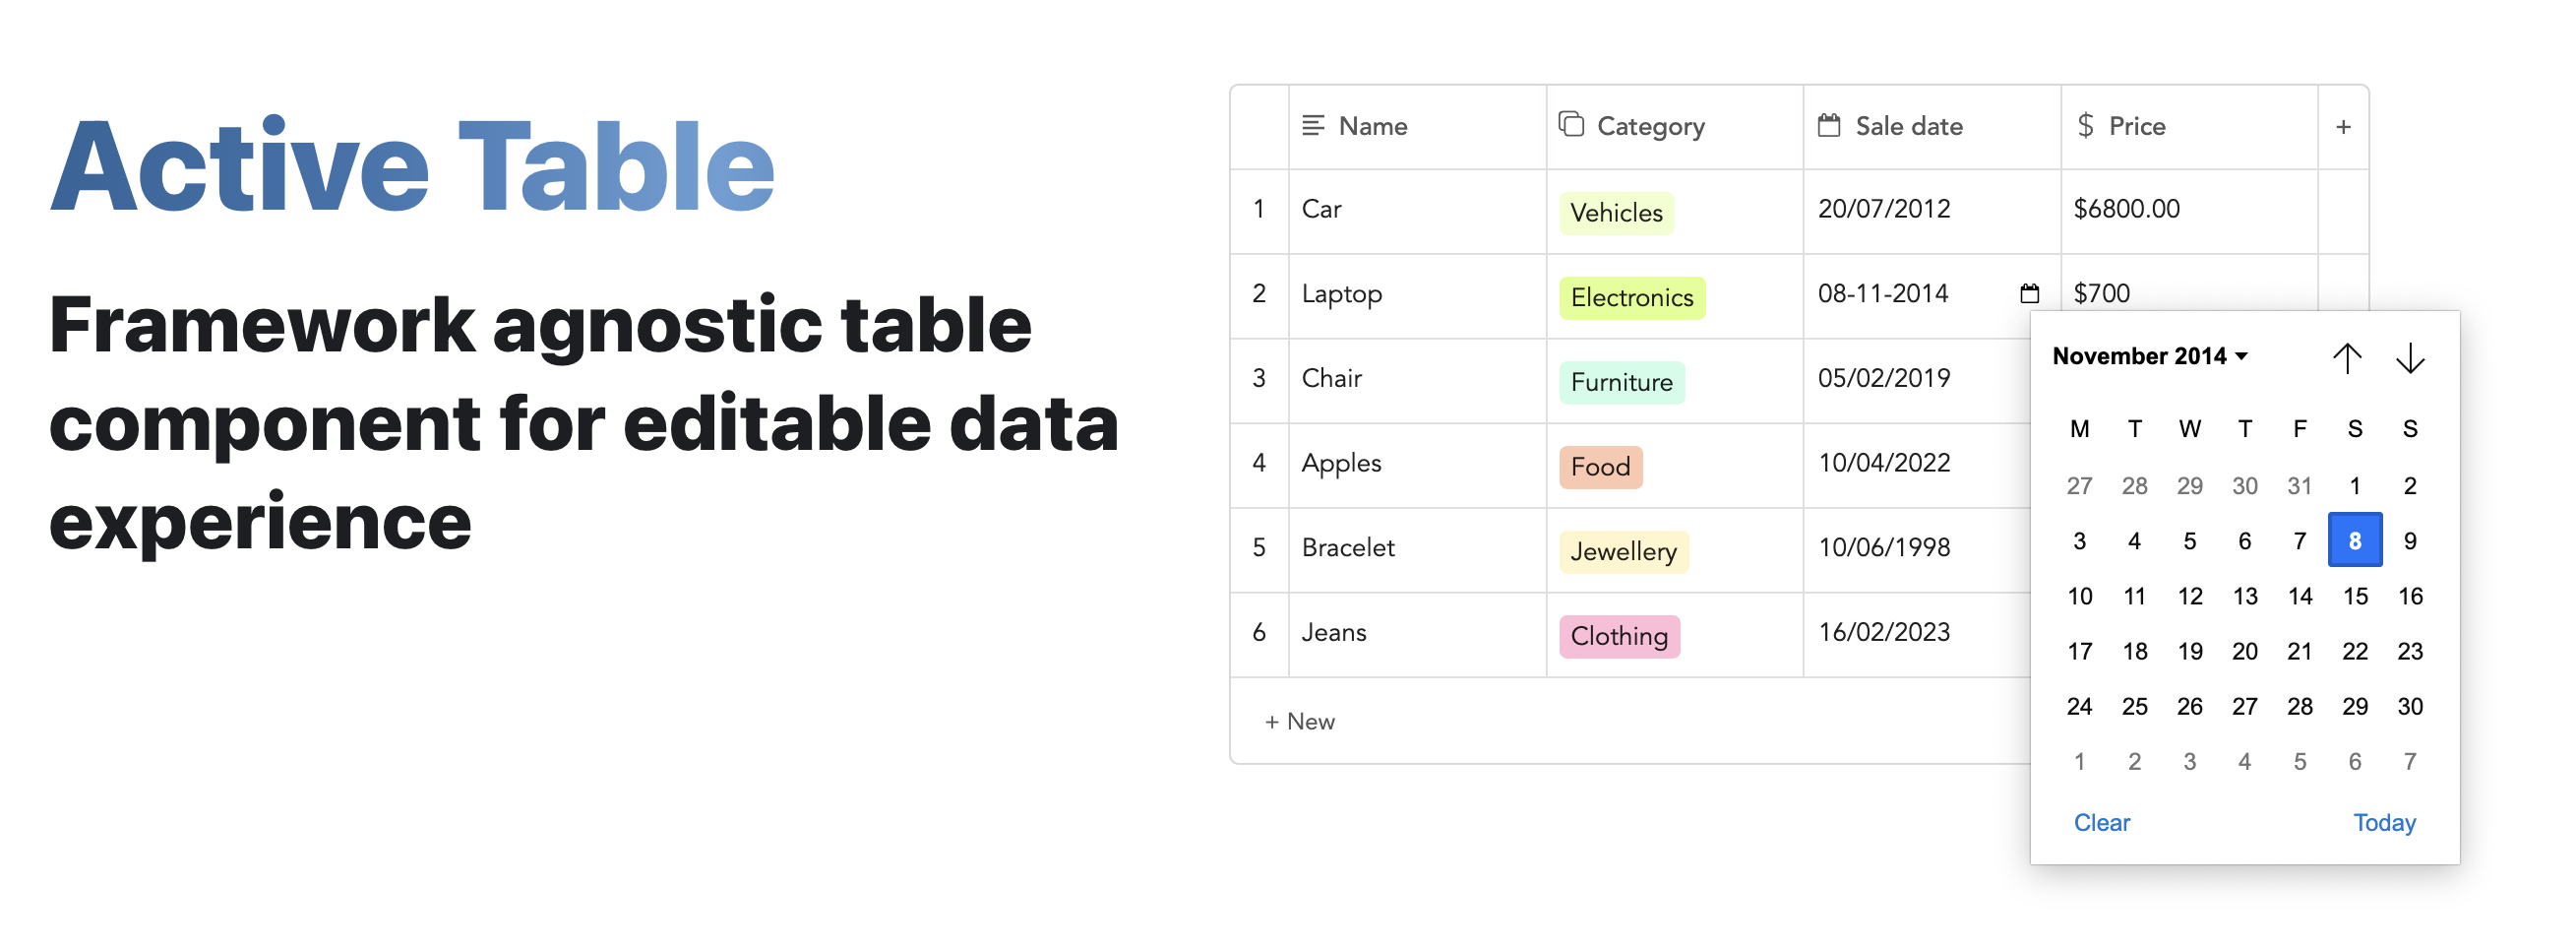 Active Table
Framework agnostic table
component for editable data
experience
Name Category Sale date $ Price +
1 Car Vehicles 20/07/2012 $6800.00
2 Laptop Electronics 08-11-2014 $700
3 Chair Furniture 05/02/2019
4 Apples Food 10/04/2022
5 Bracelet Jewellery 10/06/1998
6 Jeans Clothing 16/02/2023
+ New
November 2014
M T W T F S S
27 28 29 30 31 1 2
3 4 5 6 7 8 9
10 11 12 13 14 15 16
17 18 19 20 21 22 23
24 25 26 27 28 29 30
1 2 3 4 5 6 7
Clear Today